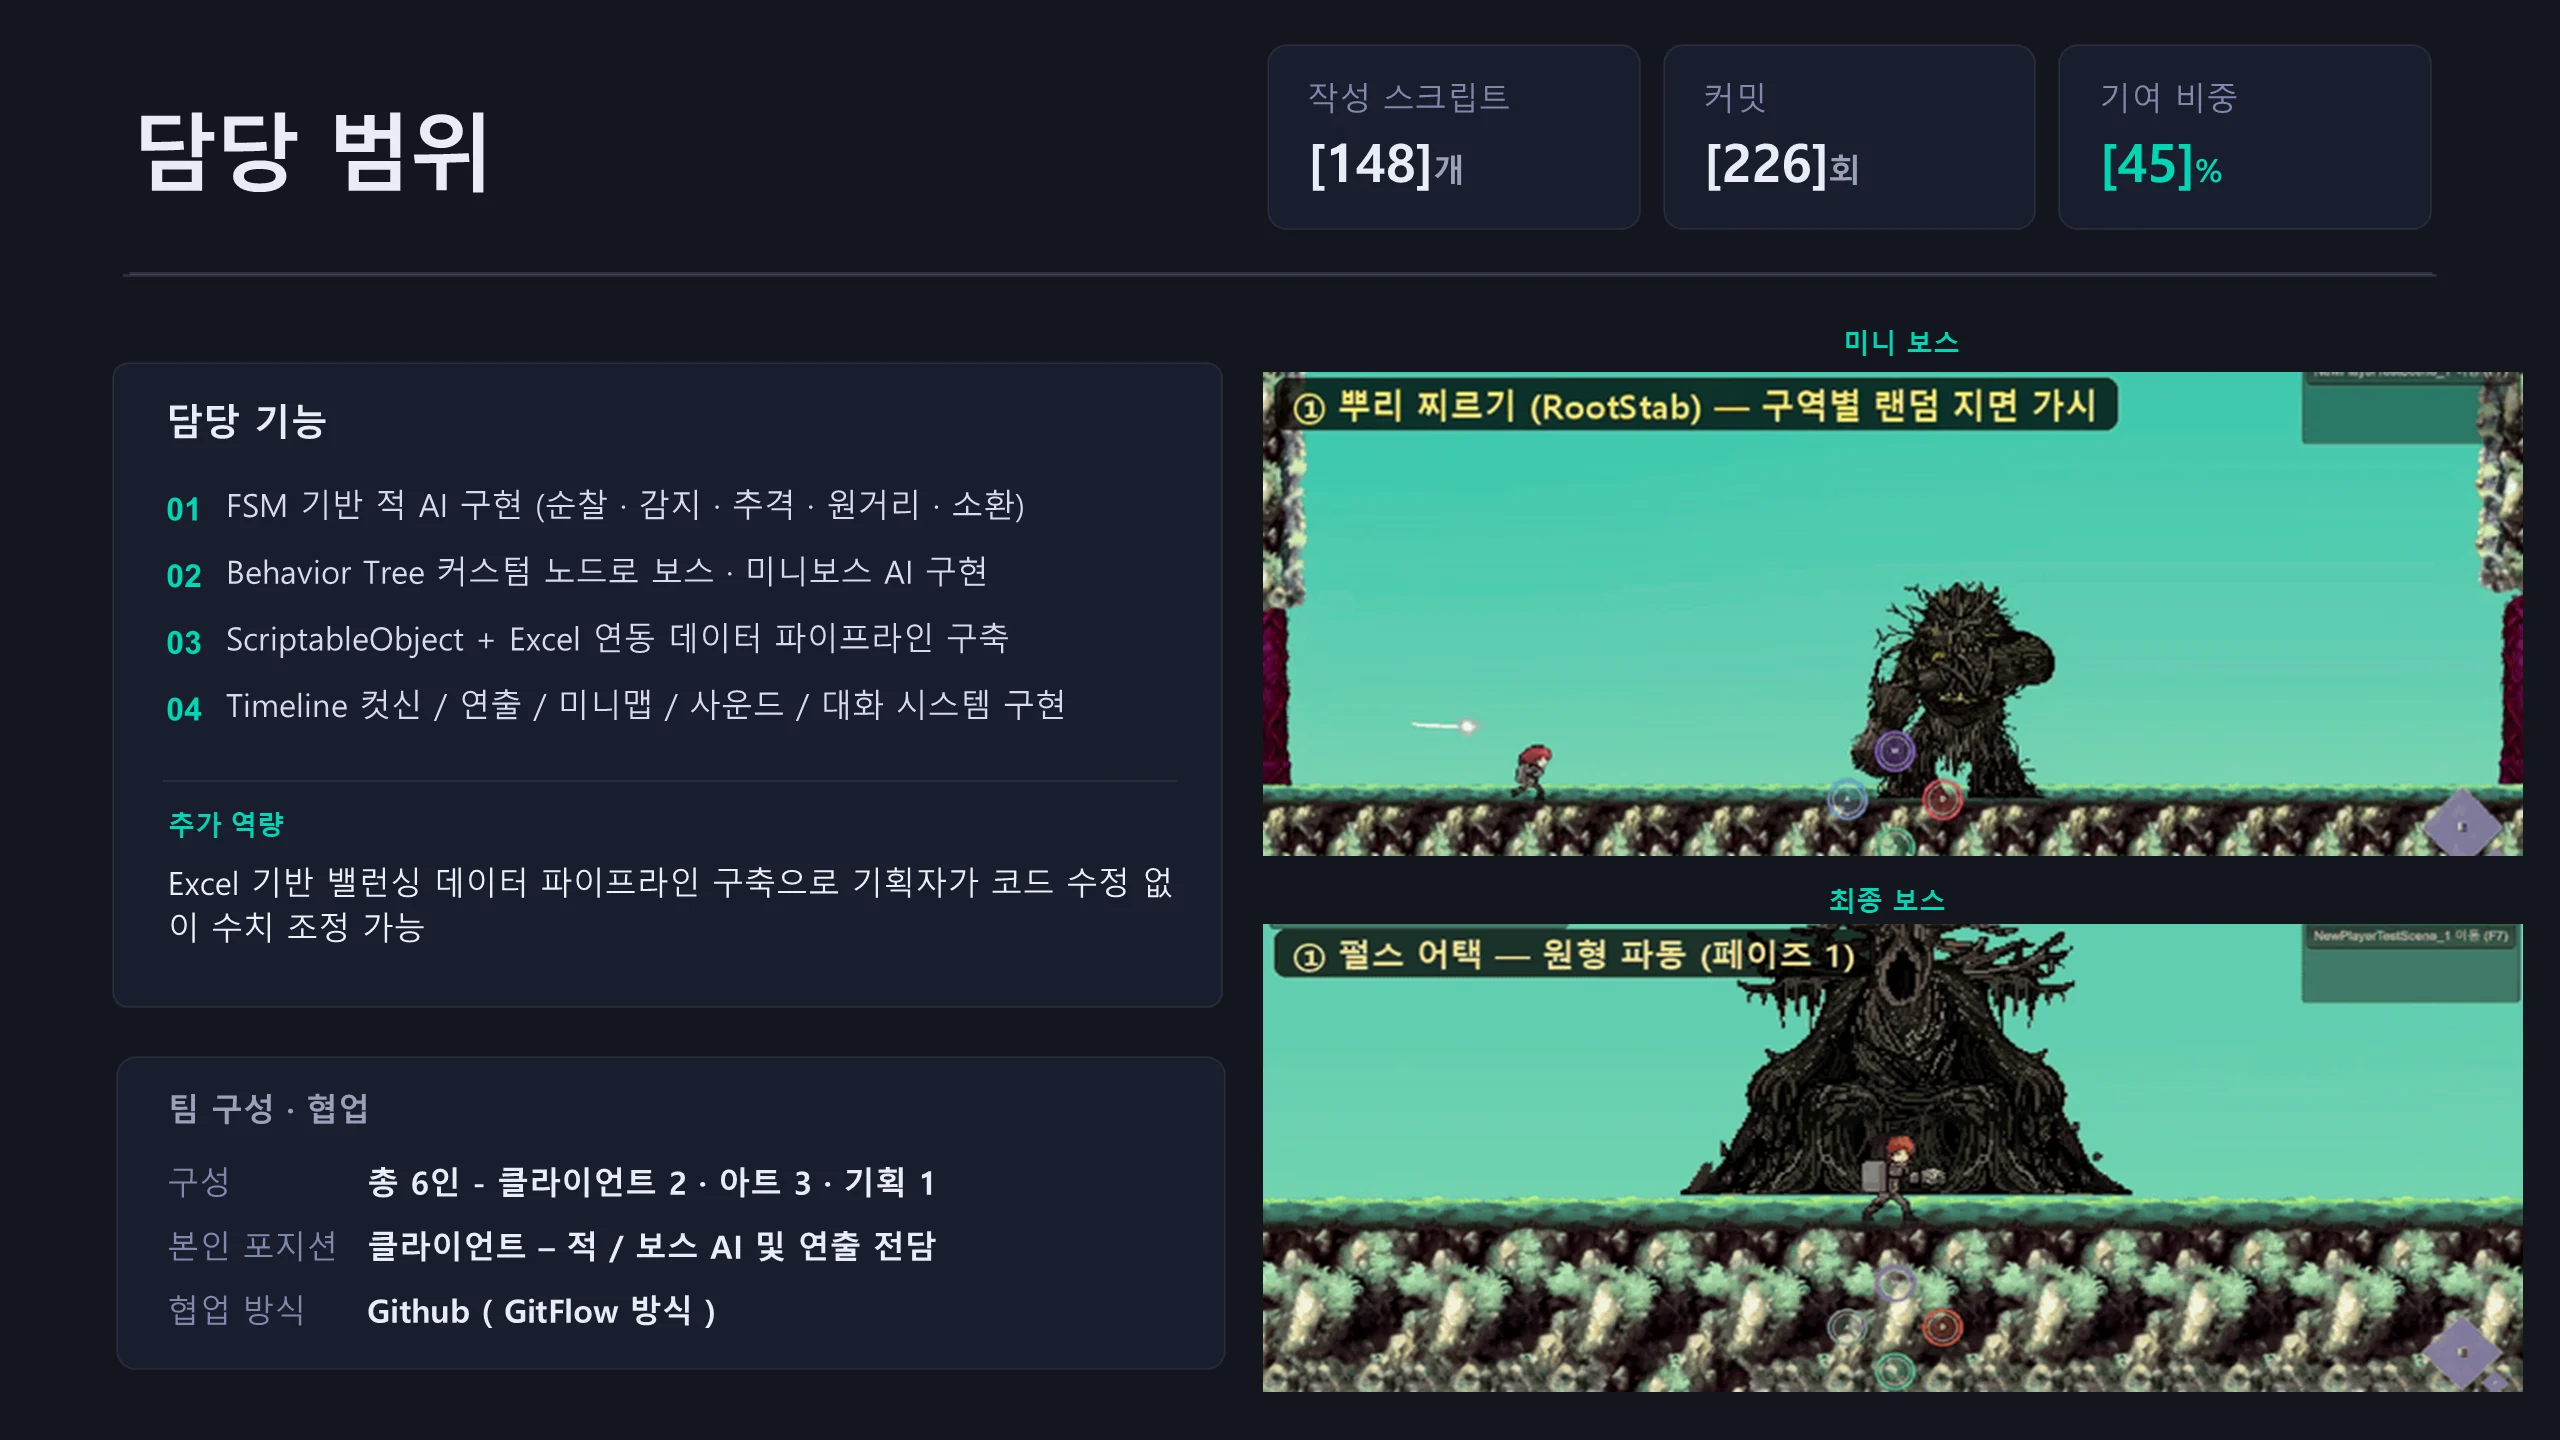 담당 범위
작성 스크립트
[148]개
커밋
[226]회
기여 비중
[45]%
담당 기능
01 FSM 기반 적 AI 구현 (순찰 · 감지 · 추격 · 원거리 · 소환)
02 Behavior Tree 커스텀 노드로 보스 · 미니보스 AI 구현
03 ScriptableObject + Excel 연동 데이터 파이프라인 구축
04 Timeline 컷신 / 연출 / 미니맵 / 사운드 / 대화 시스템 구현
추가 역량
Excel 기반 밸런싱 데이터 파이프라인 구축으로 기획자가 코드 수정 없
이 수치 조정 가능
팀 구성 · 협업
구성 총 6인 - 클라이언트 2 · 아트 3 · 기획 1
본인 포지션 클라이언트 – 적 / 보스 AI 및 연출 전담
협업 방식 Github ( GitFlow 방식 )
미니 보스
① 뿌리 찌르기 (RootStab) — 구역별 랜덤 지면 가시
최종 보스
① 펄스 어택 — 원형 파동 (페이즈 1)
NewPlayerTestScene_1 이동 (F7)